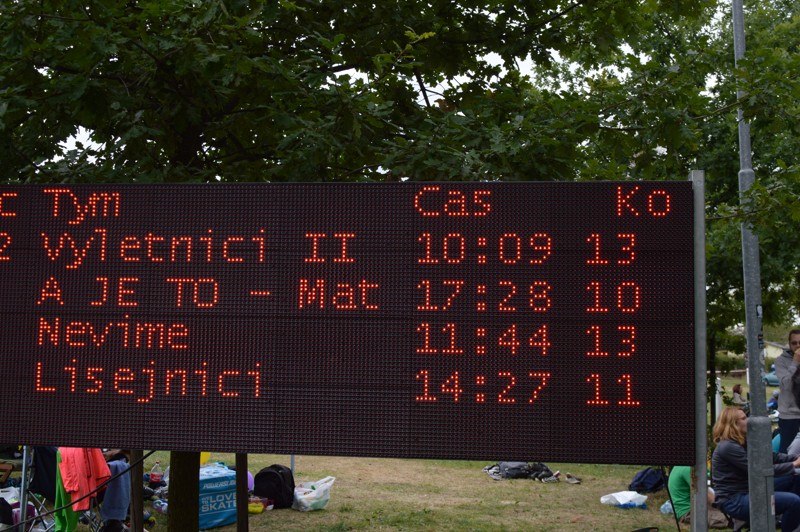 c Tym Cas Ko
2 Vyletnici II 10:09 13
A JE TO - Mat 17:28 10
Nevime 11:44 13
Lisejnici 14:27 11